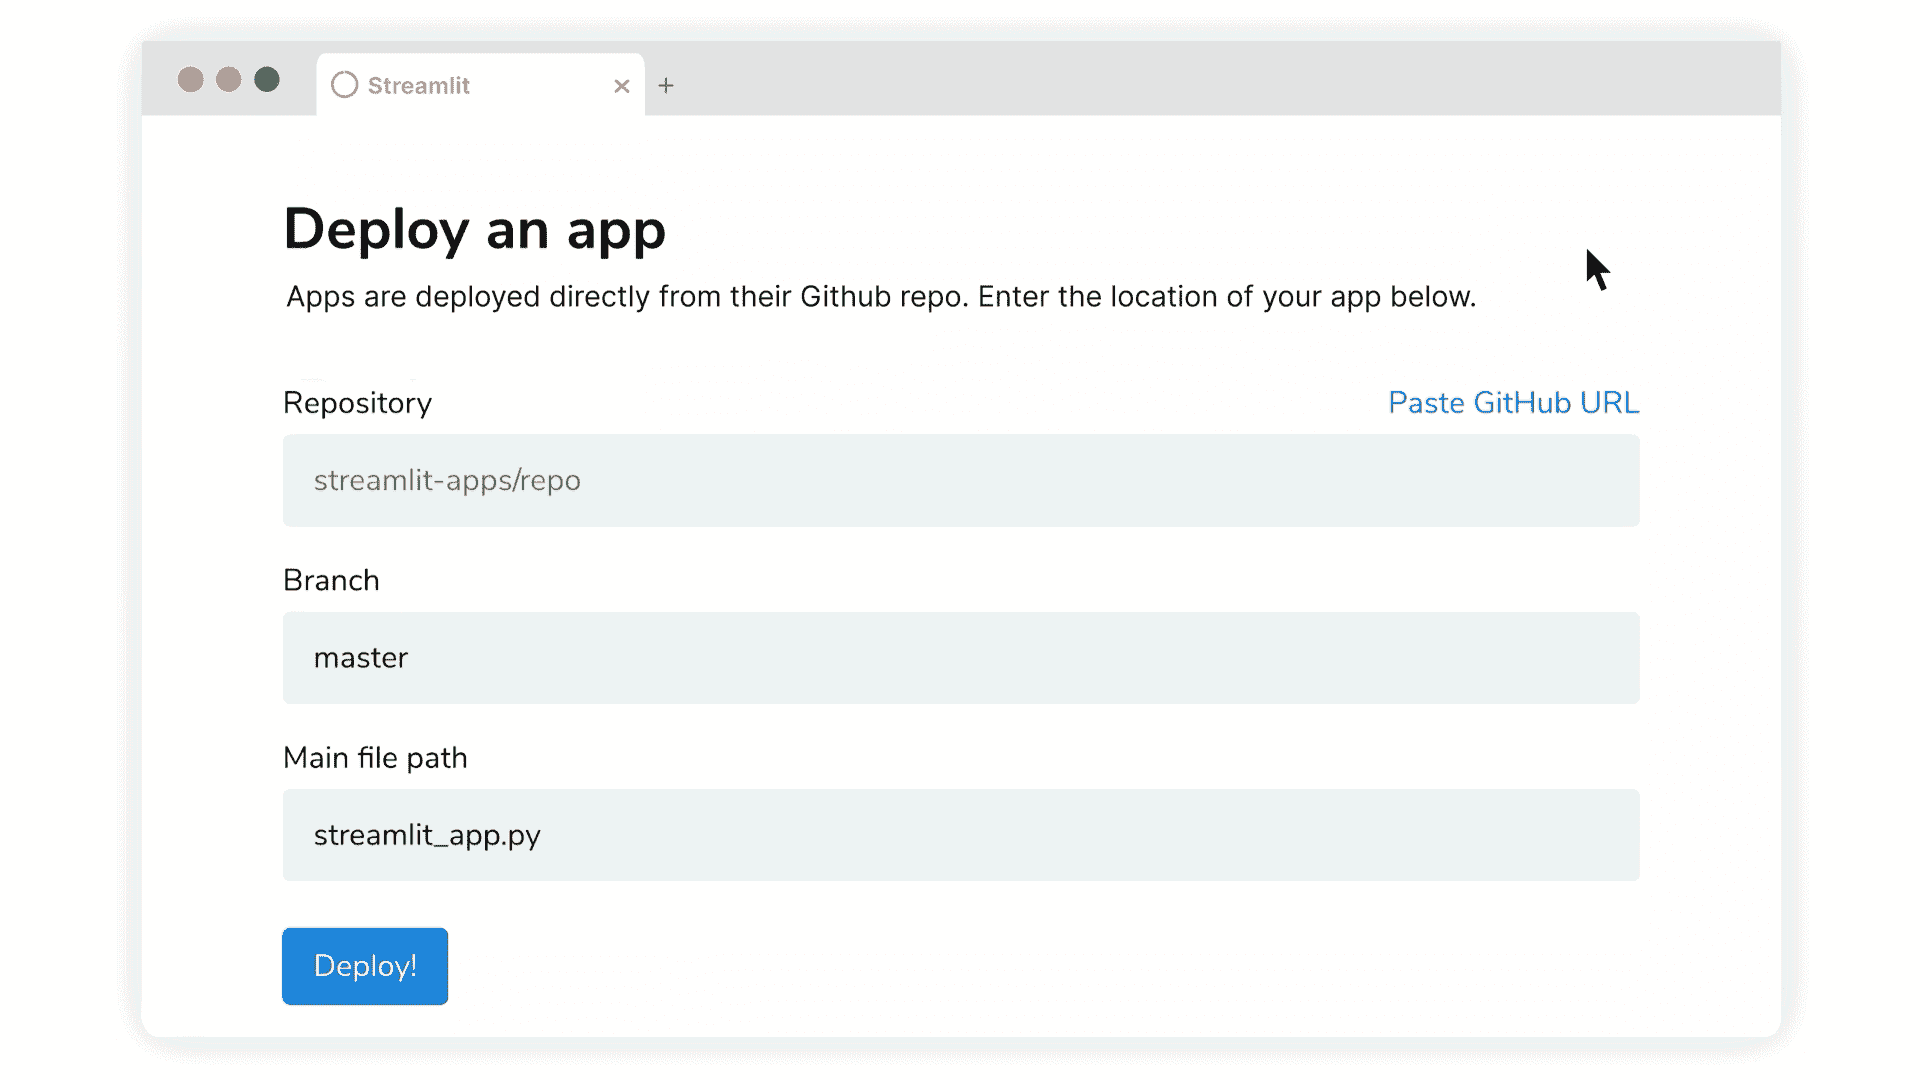 Streamlit
Deploy an app
Apps are deployed directly from their Github repo. Enter the location of your app below.
Repository
Paste GitHub URL
streamlit-apps/repo
Branch
master
Main file path
streamlit_app.py
Deploy!